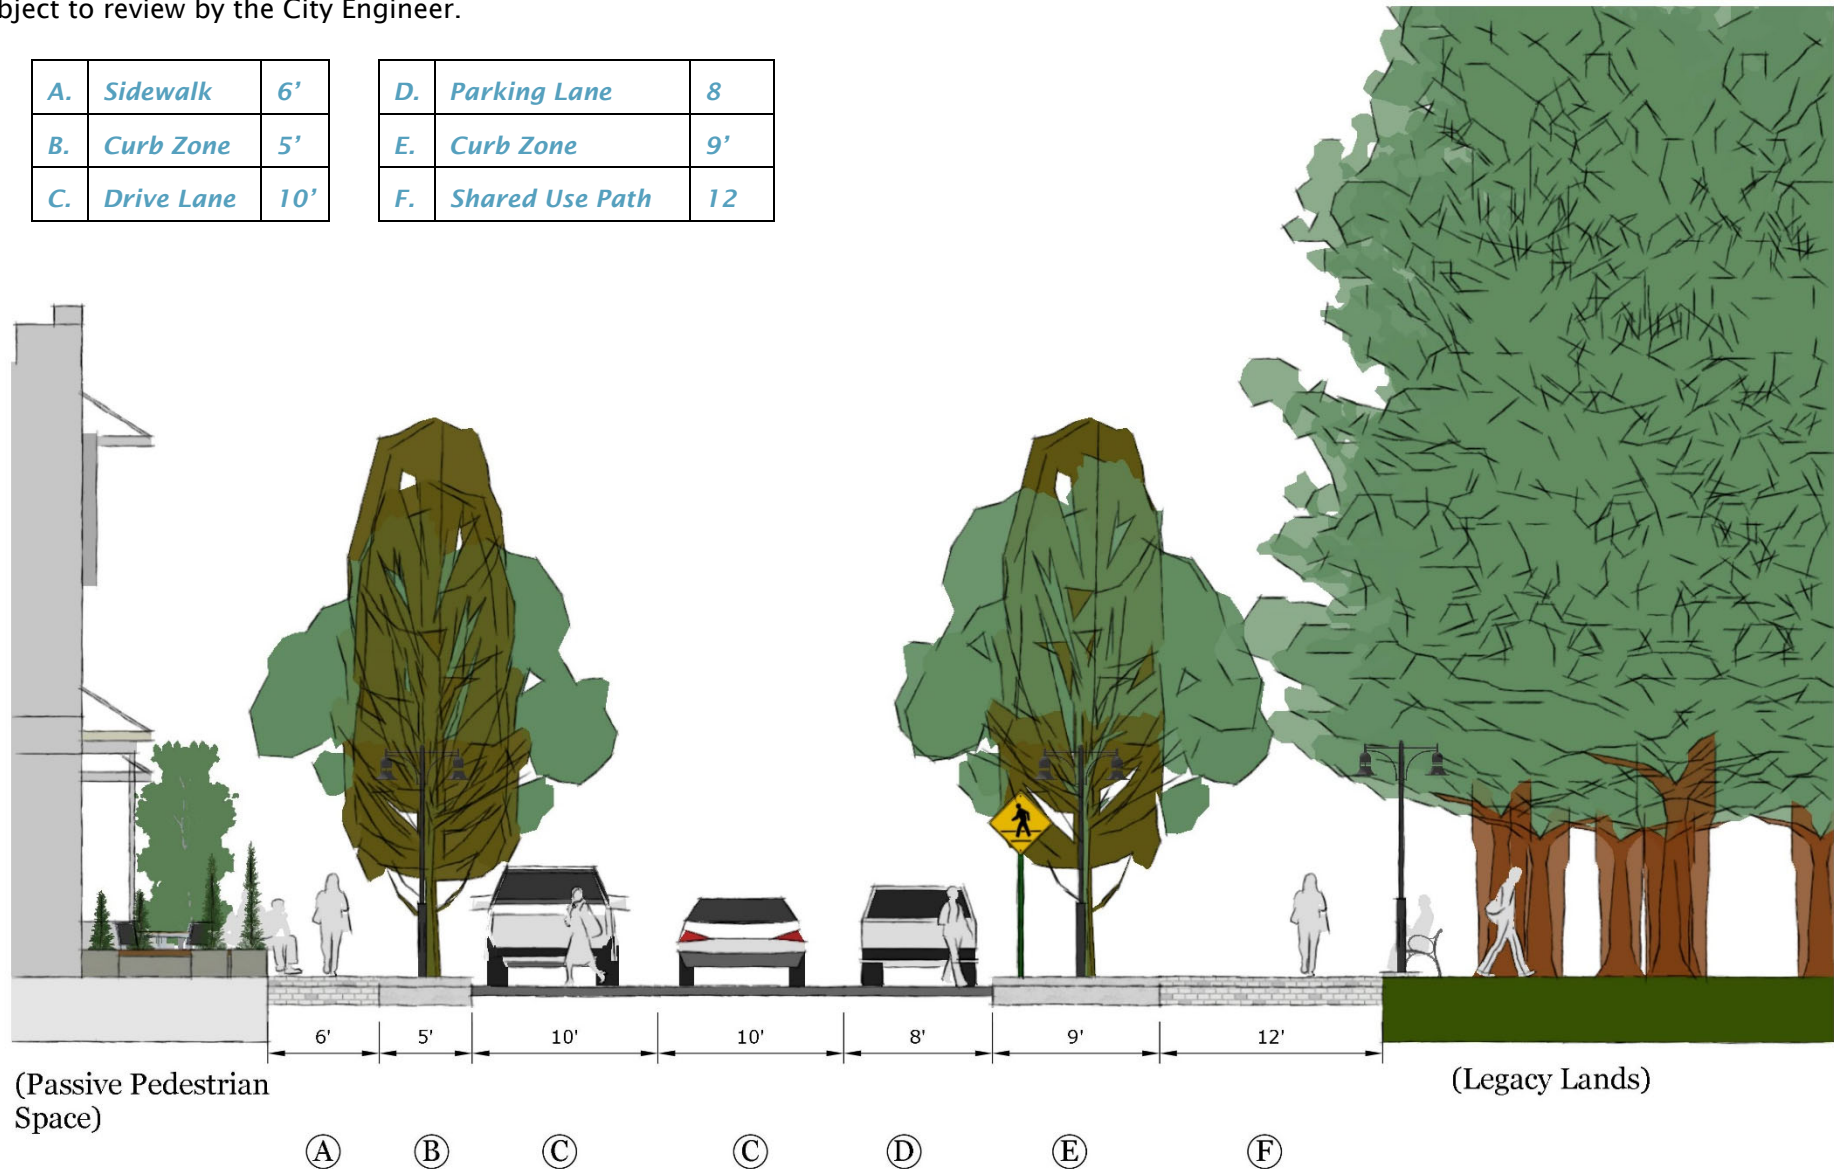 bject to review by the City Engineer.
A. Sidewalk 6’
B. Curb Zone 5’
C. Drive Lane 10’
D. Parking Lane 8
E. Curb Zone 9’
F. Shared Use Path 12
6' 5' 10' 10' 8' 9' 12'
(Passive Pedestrian
Space)
(Legacy Lands)
A B C C D E F